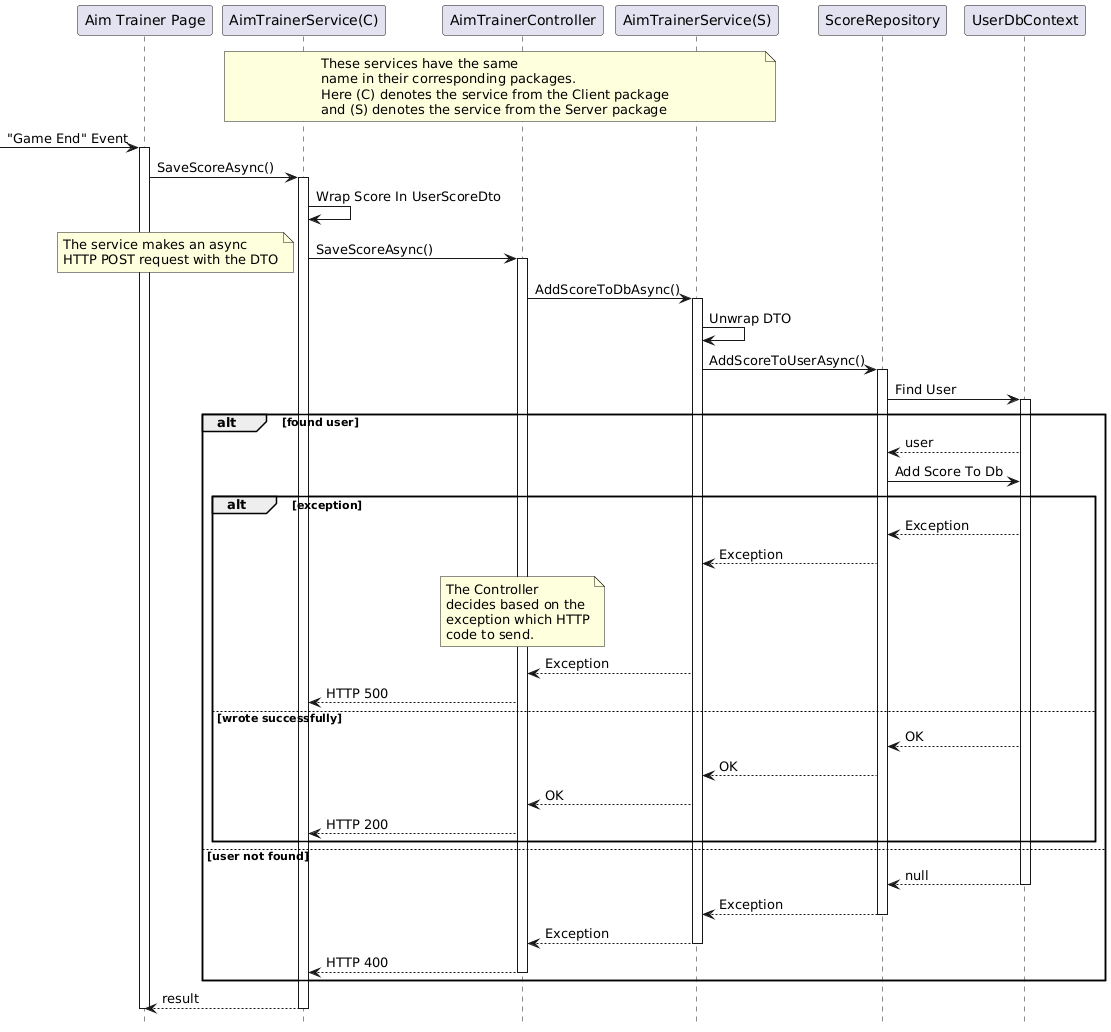 Aim Trainer Page
AimTrainerService(C)
AimTrainerController
AimTrainerService(S)
ScoreRepository
UserDbContext
These services have the same
name in their corresponding packages.
Here (C) denotes the service from the Client package
and (S) denotes the service from the Server package
"Game End" Event
SaveScoreAsync()
Wrap Score In UserScoreDto
The service makes an async
HTTP POST request with the DTO
SaveScoreAsync()
AddScoreToDbAsync()
Unwrap DTO
AddScoreToUserAsync()
Find User
alt
[found user]
user
Add Score To Db
alt
[exception]
Exception
Exception
The Controller
decides based on the
exception which HTTP
code to send.
Exception
HTTP 500
[wrote successfully]
OK
OK
OK
HTTP 200
[user not found]
null
Exception
Exception
HTTP 400
result